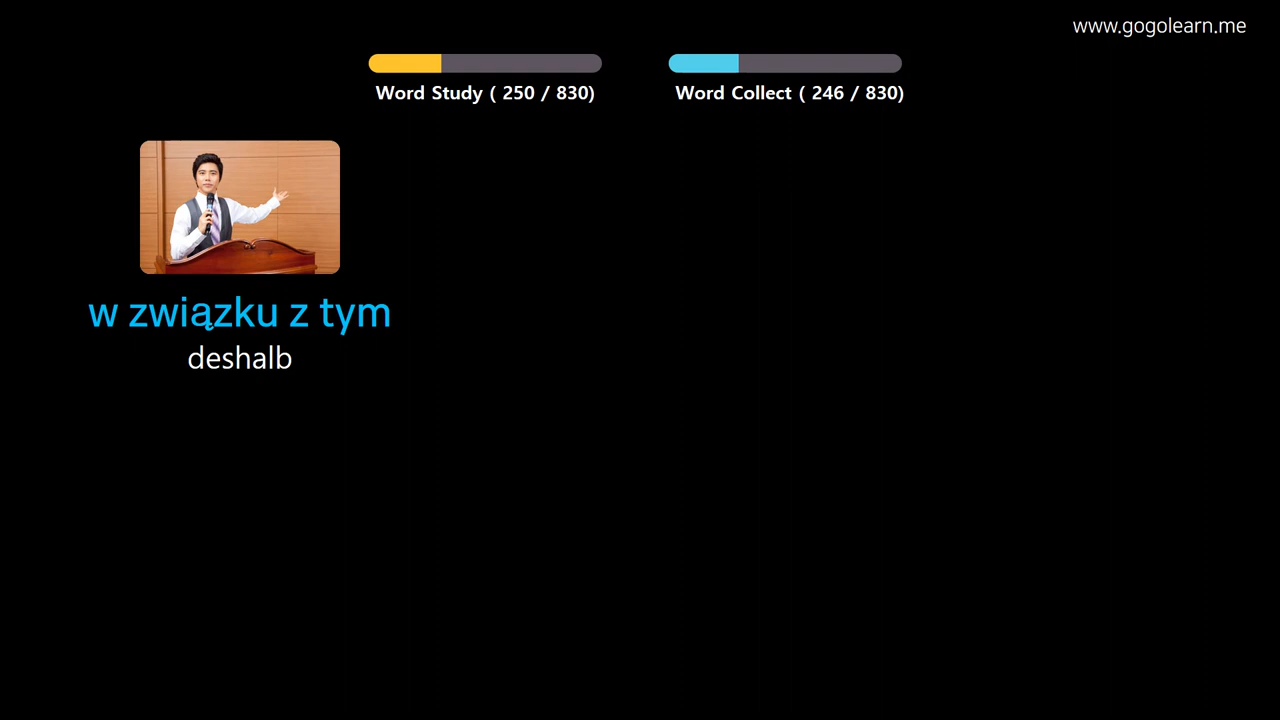 www.gogolearn.me
Word Study ( 250 / 830)
Word Collect ( 246 / 830)
w związku z tym
deshalb